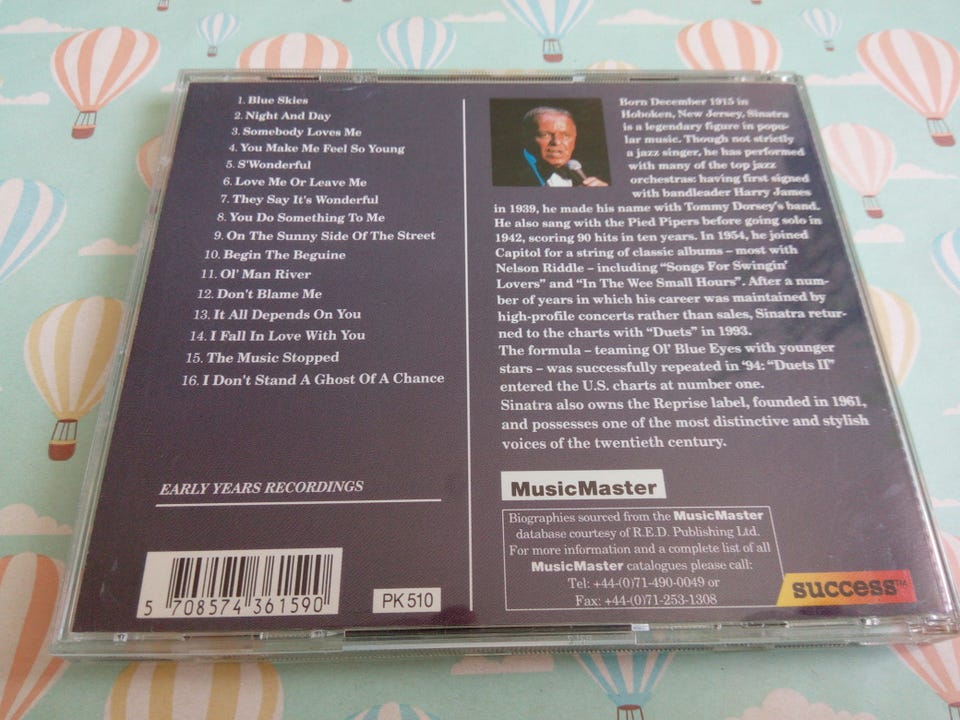 1. Blue Skies
2. Night And Day
3. Somebody Loves Me
4. You Make Me Feel So Young
5. S'Wonderful
6. Love Me Or Leave Me
7. They Say It's Wonderful
8. You Do Something To Me
9. On The Sunny Side Of The Street
10. Begin The Beguine
11. Ol' Man River
12. Don't Blame Me
13. It All Depends On You
14. I Fall In Love With You
15. The Music Stopped
16. I Don't Stand A Ghost Of A Chance
EARLY YEARS RECORDINGS
5 708574 361590
PK 510
Born December 1915 in
Hoboken, New Jersey, Sinatra
is a legendary figure in popu-
lar music. Though not strictly
a jazz singer, he has performed
with many of the top jazz
orchestras: having first signed
with bandleader Harry James
in 1939, he made his name with Tommy Dorsey's band.
He also sang with the Pied Pipers before going solo in
1942, scoring 90 hits in ten years. In 1954, he joined
Capitol for a string of classic albums – most with
Nelson Riddle – including "Songs For Swingin'
Lovers" and "In The Wee Small Hours". After a num-
ber of years in which his career was maintained by
high-profile concerts rather than sales, Sinatra retur-
ned to the charts with "Duets" in 1993.
The formula – teaming Ol' Blue Eyes with younger
stars – was successfully repeated in '94: "Duets II"
entered the U.S. charts at number one.
Sinatra also owns the Reprise label, founded in 1961,
and possesses one of the most distinctive and stylish
voices of the twentieth century.
MusicMaster
Biographies sourced from the MusicMaster
database courtesy of R.E.D. Publishing Ltd.
For more information and a complete list of all
MusicMaster catalogues please call:
Tel: +44-(0)71-490-0049 or
Fax: +44-(0)71-253-1308
success™